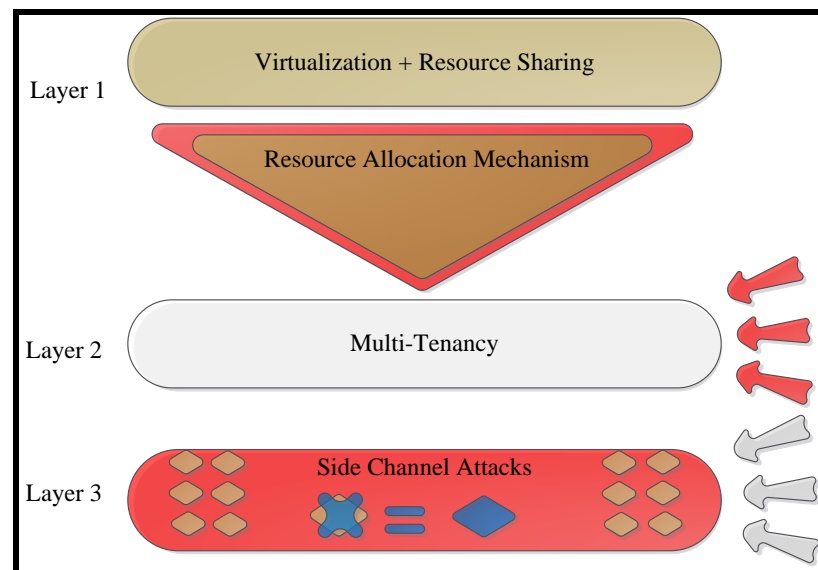 Virtualization + Resource Sharing
Layer 1
Resource Allocation Mechanism
Layer 2
Multi-Tenancy
Side Channel Attacks
Layer 3